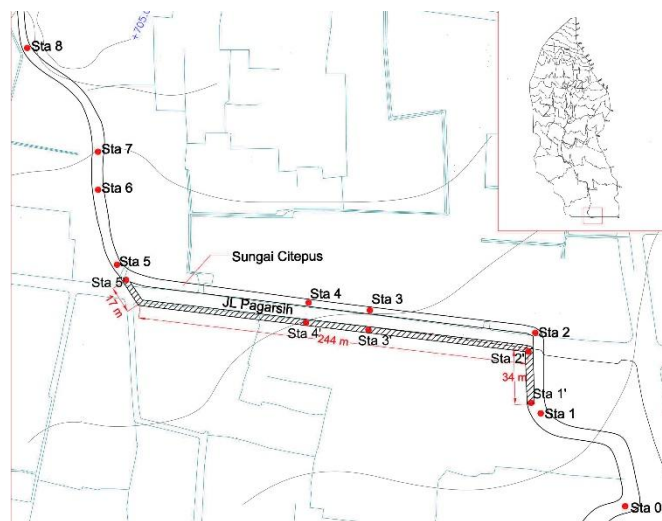 +705.
Sta 8
Sta 7
Sta 6
Sta 5
Sungai Citepus
Sta 5'
17 m
JL Pagarsih
Sta 4
Sta 3
Sta 4'
244 m
Sta 3'
Sta 2
Sta 2'
34 m
Sta 1'
Sta 1
Sta 0